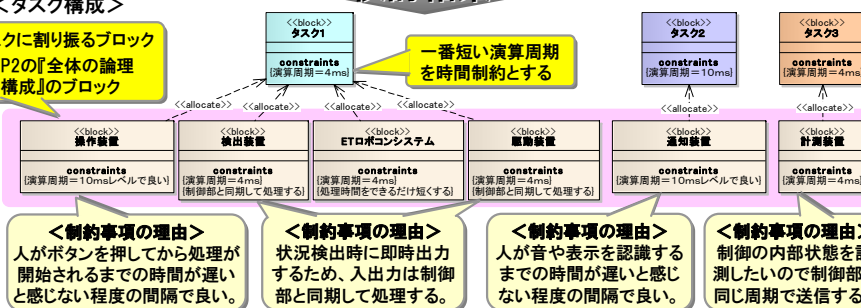 <タスク構成>
<<block>>
タスク1
constraints
{演算周期=4ms}
<<block>>
タスク2
constraints
{演算周期=10ms}
<<block>>
タスク3
constraints
{演算周期=4ms
クに割り振るブロック
P2の『全体の論理
構成』のブロック
一番短い演算周期
を時間制約とする
<<allocate>>
<<allocate>>
<<allocate>>
<<allocate>>
<<allocate>>
<<allocate>>
<<block>>
操作装置
constraints
{演算周期=10msレベルで良い}
<<block>>
検出装置
constraints
{演算周期=4ms}
{制御部と同期して処理する}
<<block>>
ETロボコンシステム
constraints
{演算周期=4ms}
{処理時間をできるだけ短くする}
<<block>>
駆動装置
constraints
{演算周期=4ms}
{制御部と同期して処理する}
<<block>>
通知装置
constraints
{演算周期=10msレベルで良い}
<<block>>
計測装置
constraints
{演算周期=4ms}
<制約事項の理由>
人がボタンを押してから処理が
開始されるまでの時間が遅い
と感じない程度の間隔で良い。
<制約事項の理由>
状況検出時に即時出力
するため、入出力は制御
部と同期して処理する。
<制約事項の理由>
人が音や表示を認識する
までの時間が遅いと感じ
ない程度の間隔で良い。
<制約事項の理由>
制御の内部状態を
測したいので制御部
同じ周期で送信する